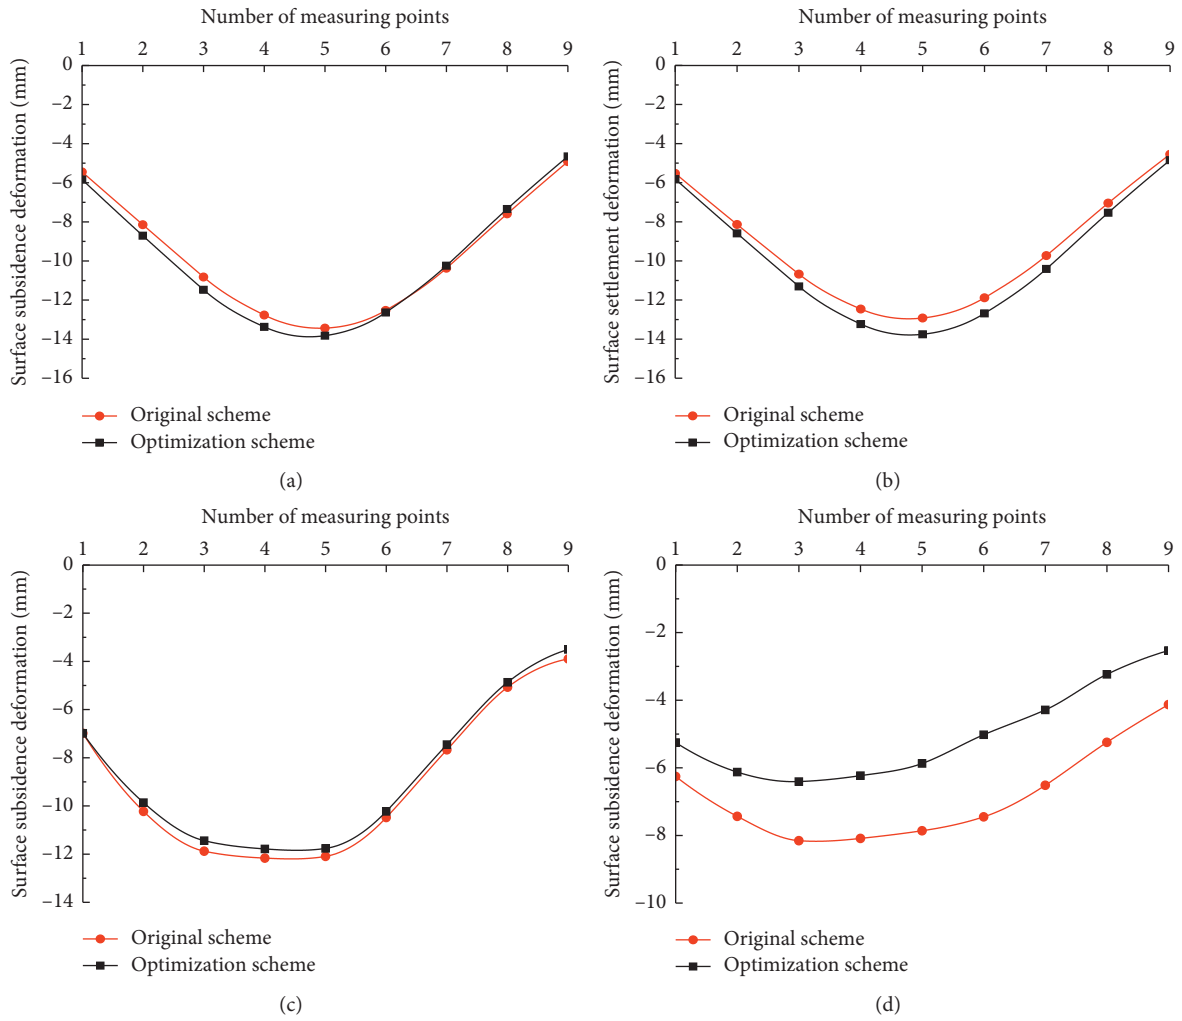 Number of measuring points
1 2 3 4 5 6 7 8 9
Surface subsidence deformation (mm)
0
−2
−4
−6
−8
−10
−12
−14
−16
Original scheme
Optimization scheme
(a)
Number of measuring points
1 2 3 4 5 6 7 8 9
Surface settlement deformation (mm)
0
−2
−4
−6
−8
−10
−12
−14
−16
Original scheme
Optimization scheme
(b)
Number of measuring points
1 2 3 4 5 6 7 8 9
Surface subsidence deformation (mm)
0
−2
−4
−6
−8
−10
−12
−14
Original scheme
Optimization scheme
(c)
Number of measuring points
1 2 3 4 5 6 7 8 9
Surface subsidence deformation (mm)
0
−2
−4
−6
−8
−10
Original scheme
Optimization scheme
(d)